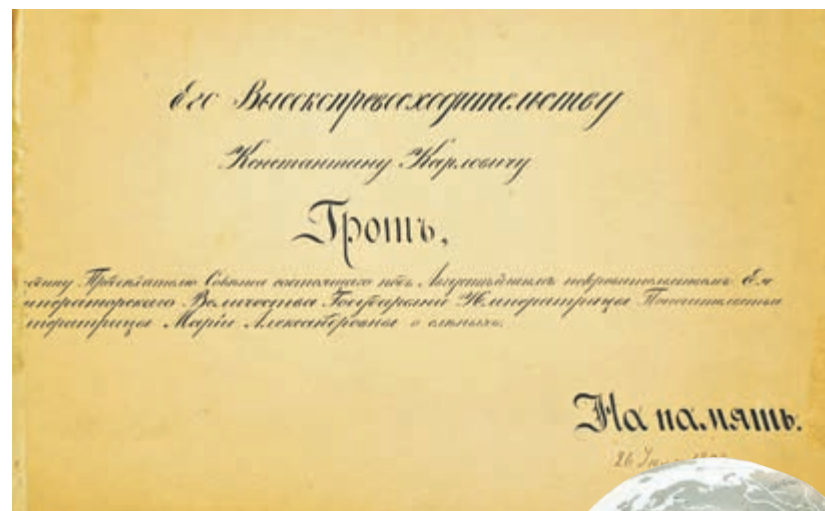 Его Высокопревосходительству
Константину Карловичу
Гротъ,
Предсѣдателю Совѣта состоящаго подъ Августѣйшимъ покровительствомъ Ея
Императорскаго Величества Государыни Императрицы Попечительства
Императрицы Маріи Александровны о слѣпыхъ.
На память.
26